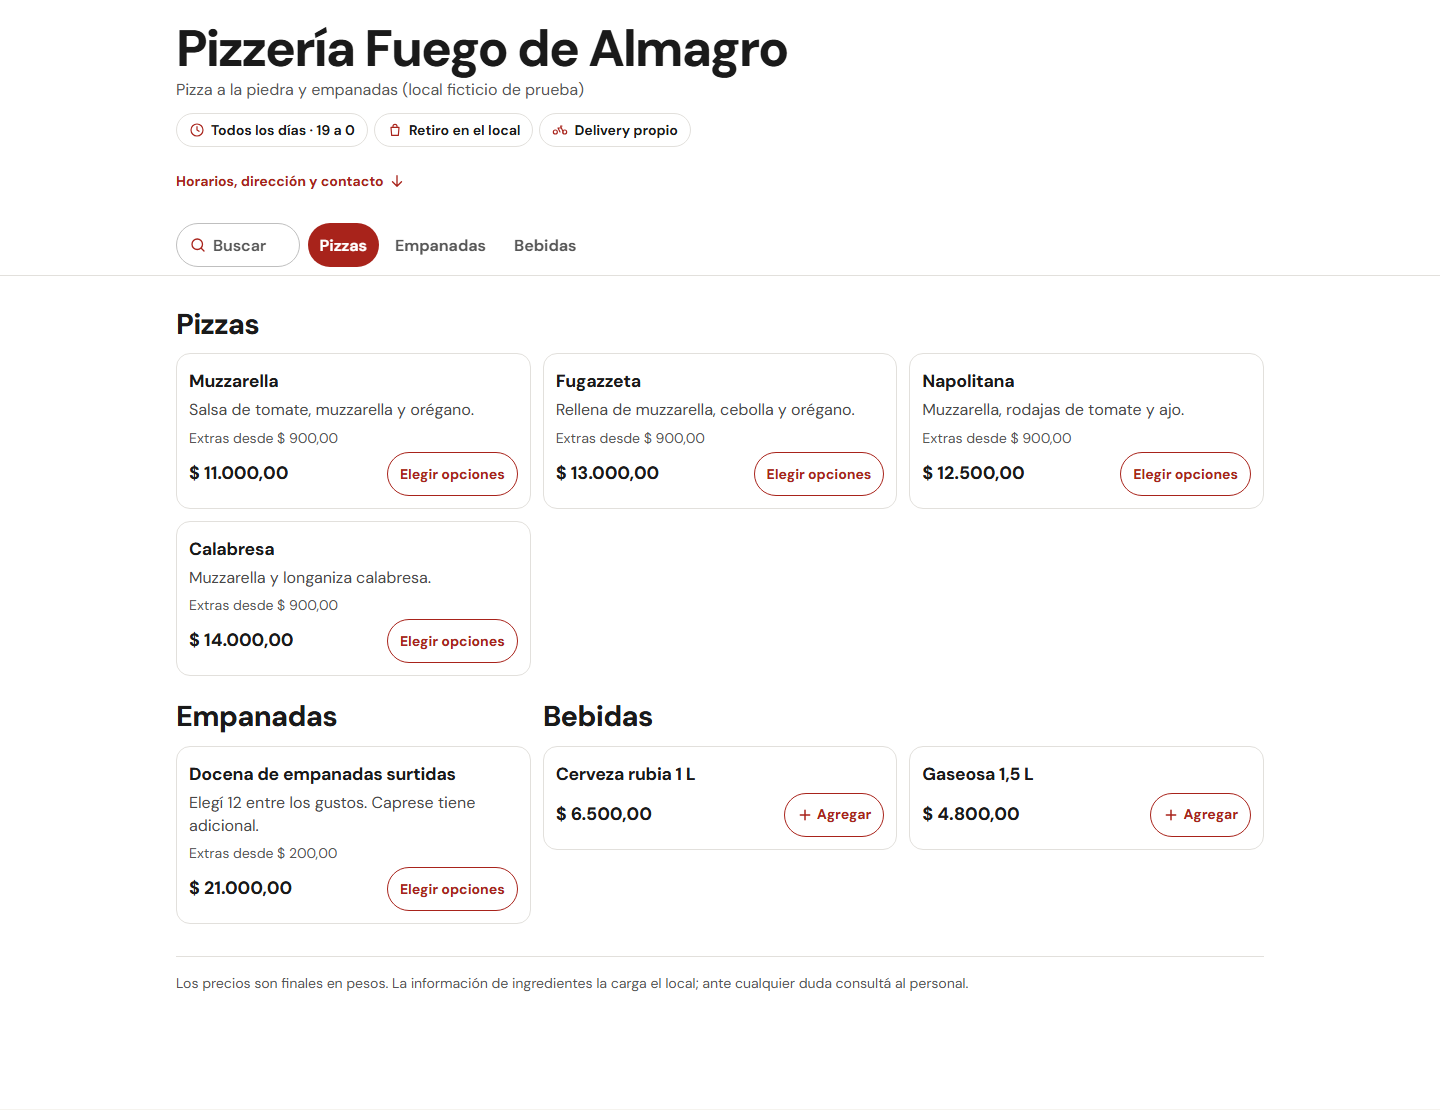 Pizzería Fuego de Almagro
Pizza a la piedra y empanadas (local ficticio de prueba)
Todos los días · 19 a 0
Retiro en el local
Delivery propio
Horarios, dirección y contacto
Buscar
Pizzas
Empanadas
Bebidas
Pizzas
Muzzarella
Salsa de tomate, muzzarella y orégano.
Extras desde $ 900,00
$ 11.000,00
Elegir opciones
Fugazzeta
Rellena de muzzarella, cebolla y orégano.
Extras desde $ 900,00
$ 13.000,00
Elegir opciones
Napolitana
Muzzarella, rodajas de tomate y ajo.
Extras desde $ 900,00
$ 12.500,00
Elegir opciones
Calabresa
Muzzarella y longaniza calabresa.
Extras desde $ 900,00
$ 14.000,00
Elegir opciones
Empanadas
Docena de empanadas surtidas
Elegí 12 entre los gustos. Caprese tiene
adicional.
Extras desde $ 200,00
$ 21.000,00
Elegir opciones
Bebidas
Cerveza rubia 1 L
$ 6.500,00
+ Agregar
Gaseosa 1,5 L
$ 4.800,00
+ Agregar
Los precios son finales en pesos. La información de ingredientes la carga el local; ante cualquier duda consultá al personal.